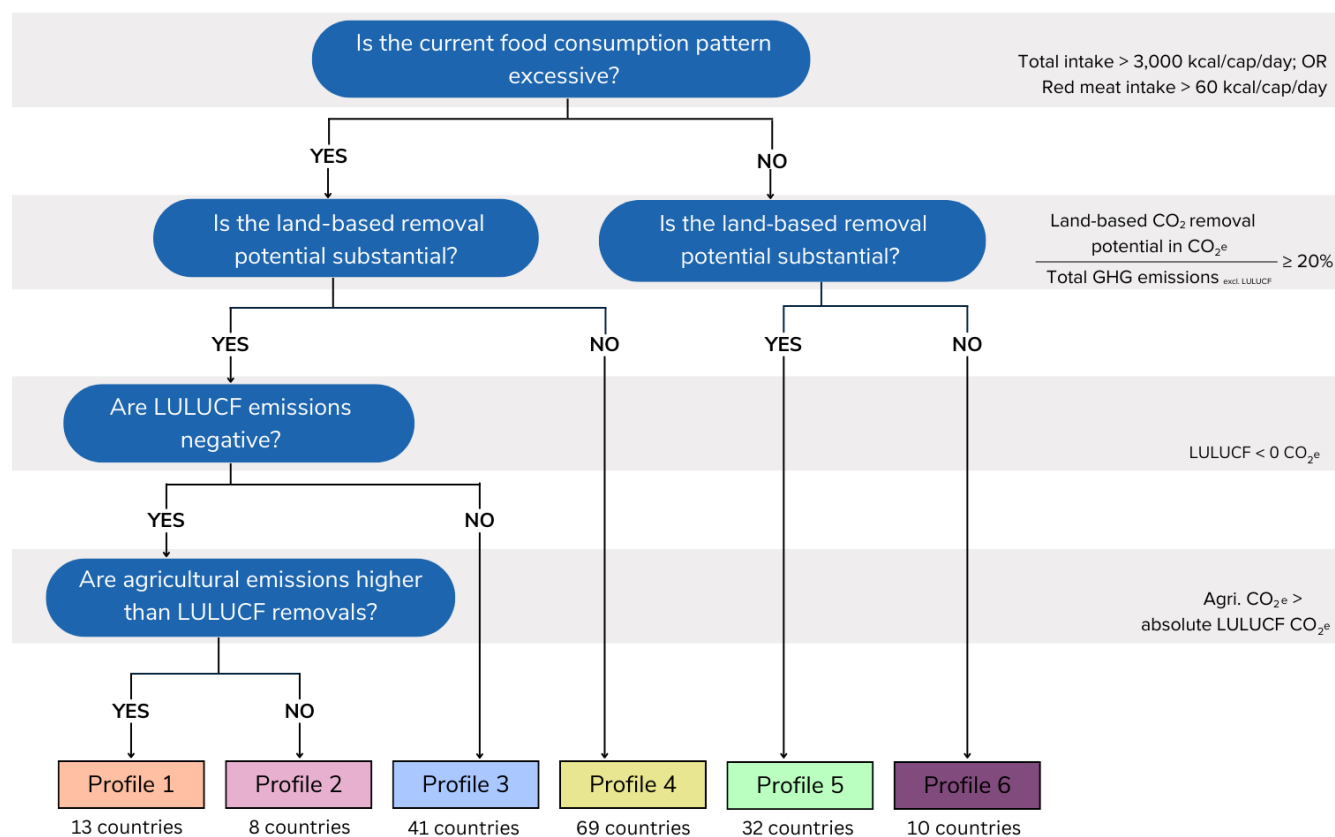 Is the current food consumption pattern
excessive?
Total intake > 3,000 kcal/cap/day; OR
Red meat intake > 60 kcal/cap/day
YES
NO
Is the land-based removal
potential substantial?
Is the land-based removal
potential substantial?
Land-based CO₂ removal
potential in CO₂e
Total GHG emissions excl. LULUCF
≥ 20%
YES
NO
YES
NO
Are LULUCF emissions
negative?
LULUCF < 0 CO₂e
YES
NO
Are agricultural emissions higher
than LULUCF removals?
Agri. CO₂e >
absolute LULUCF CO₂e
YES
NO
Profile 1
Profile 2
Profile 3
Profile 4
Profile 5
Profile 6
13 countries
8 countries
41 countries
69 countries
32 countries
10 countries